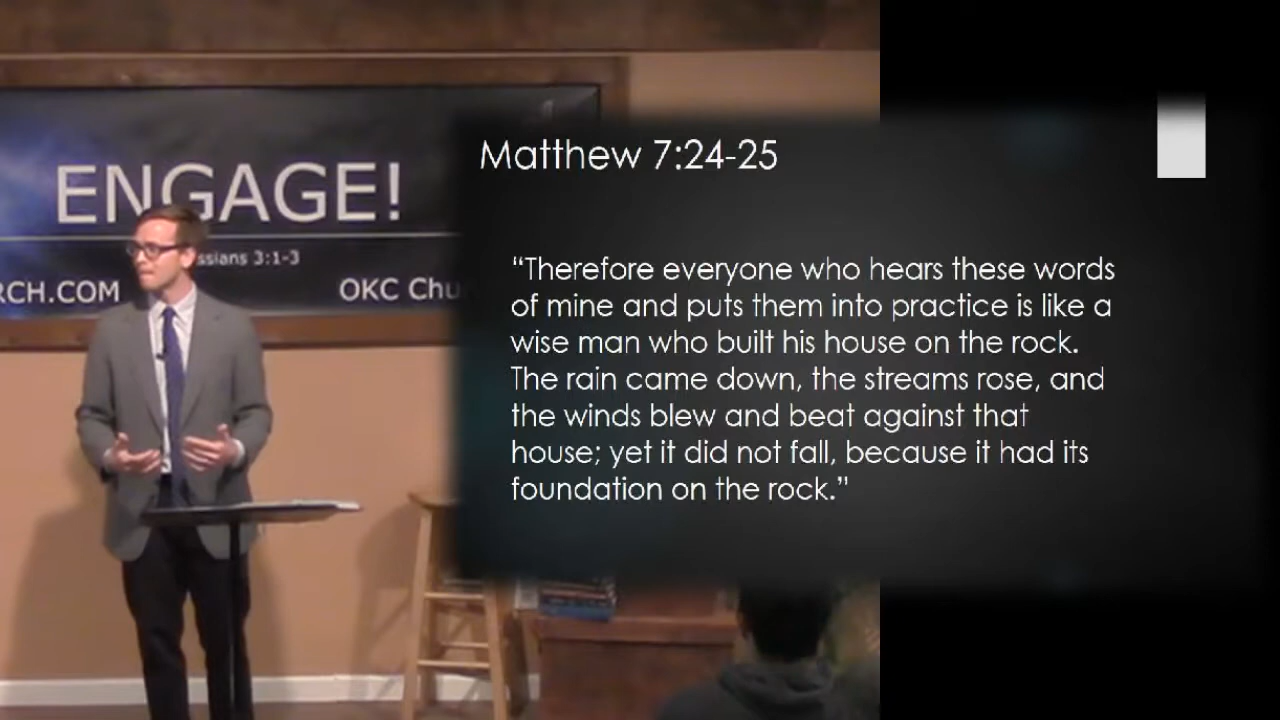 ENGAGE!
ssians 3:1-3
RCH.COM
OKC Chu
Matthew 7:24-25
“Therefore everyone who hears these words
of mine and puts them into practice is like a
wise man who built his house on the rock.
The rain came down, the streams rose, and
the winds blew and beat against that
house; yet it did not fall, because it had its
foundation on the rock.”